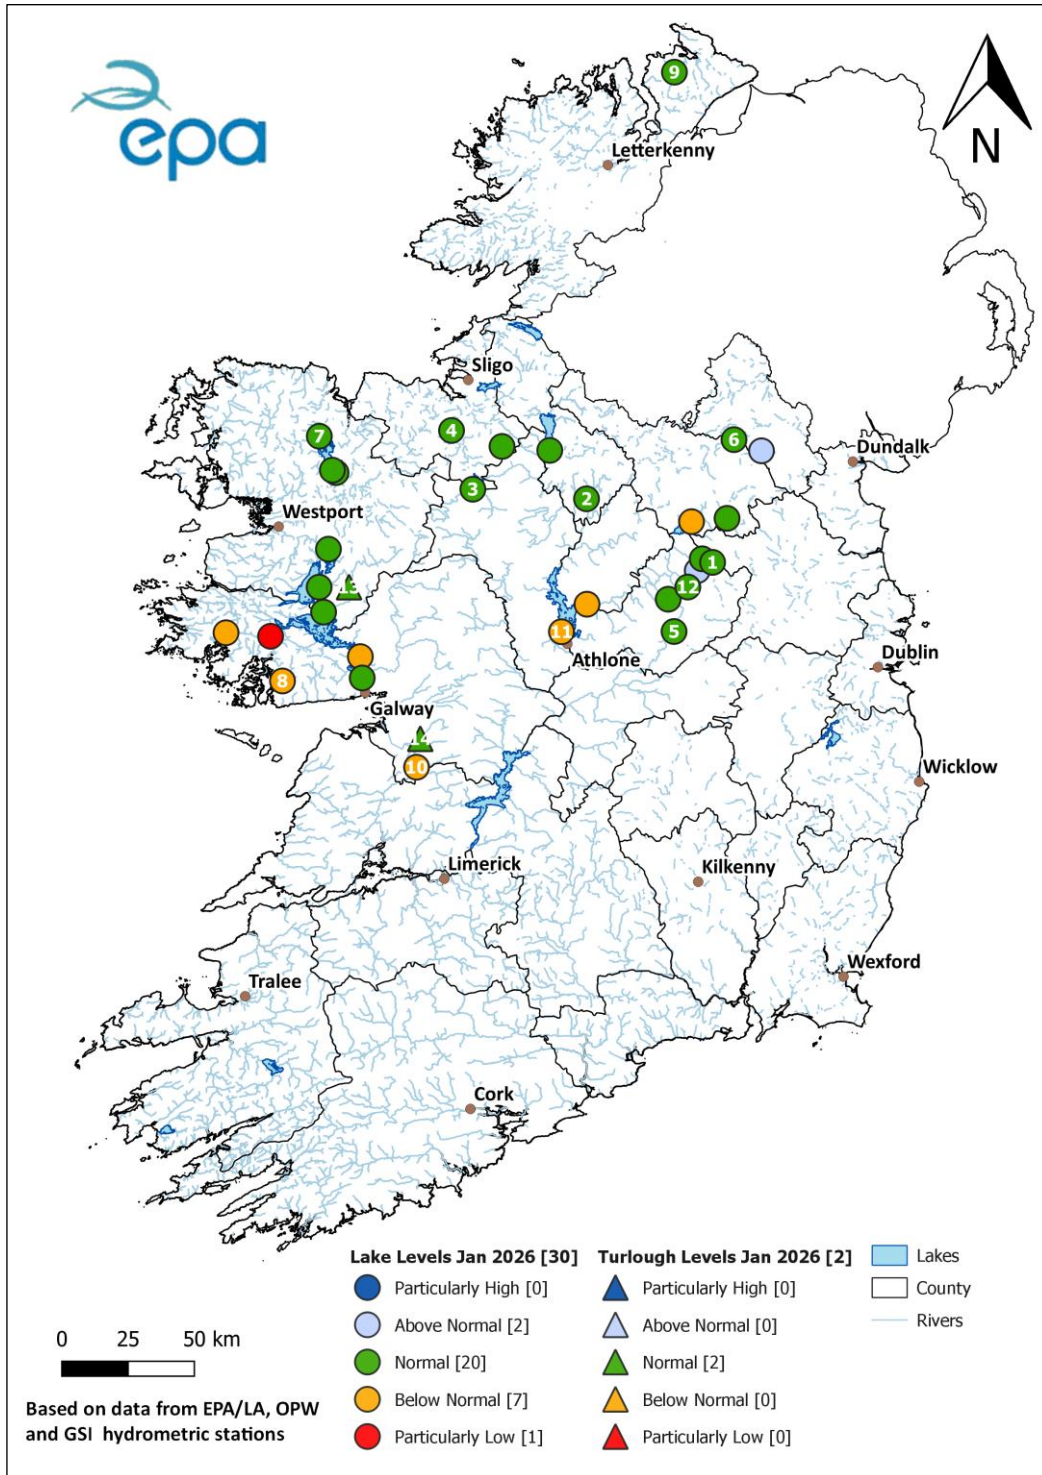 epa
N
9
Letterkenny
Sligo
4
7
6
Dundalk
3
2
Westport
1
13
12
11
5
Athlone
Dublin
8
Galway
14
10
Wicklow
Limerick
Kilkenny
Wexford
Tralee
Cork
Lake Levels Jan 2026 [30]
Particularly High [0]
Above Normal [2]
Normal [20]
Below Normal [7]
Particularly Low [1]
Turlough Levels Jan 2026 [2]
Particularly High [0]
Above Normal [0]
Normal [2]
Below Normal [0]
Particularly Low [0]
Lakes
County
Rivers
0 25 50 km
Based on data from EPA/LA, OPW
and GSI hydrometric stations